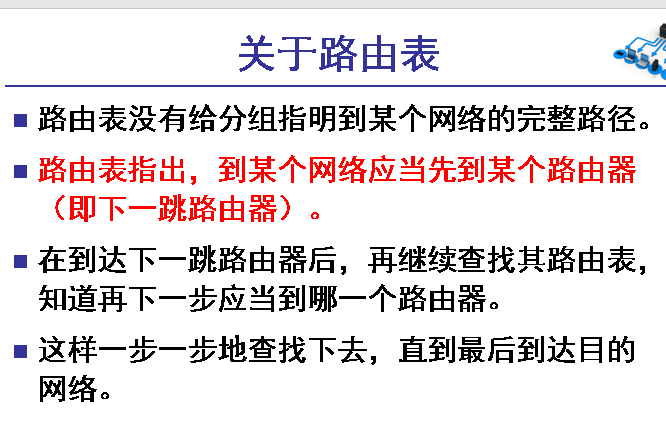 关于路由表
路由表没有给分组指明到某个网络的完整路径。
路由表指出，到某个网络应当先到某个路由器
（即下一跳路由器）。
在到达下一跳路由器后，再继续查找其路由表，
知道再下一步应当到哪一个路由器。
这样一步一步地查找下去，直到最后到达目的
网络。